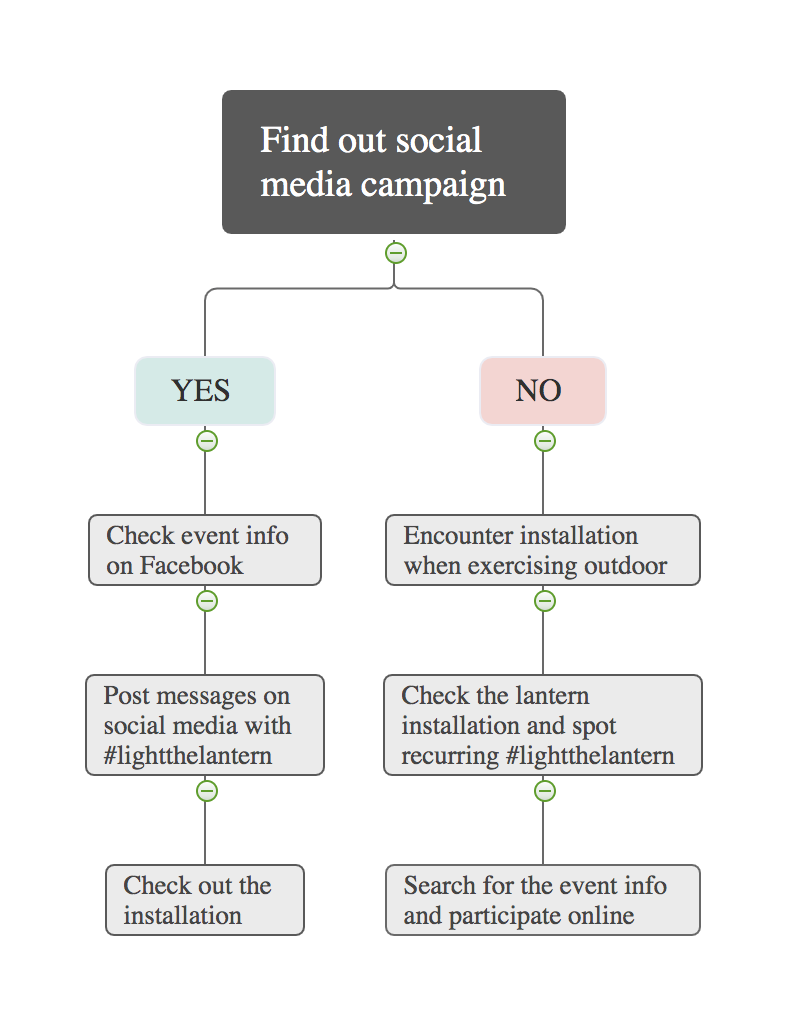 Find out social
media campaign
YES
NO
Check event info
on Facebook
Encounter installation
when exercising outdoor
Post messages on
social media with
#lightthelantern
Check the lantern
installation and spot
recurring #lightthelantern
Check out the
installation
Search for the event info
and participate online